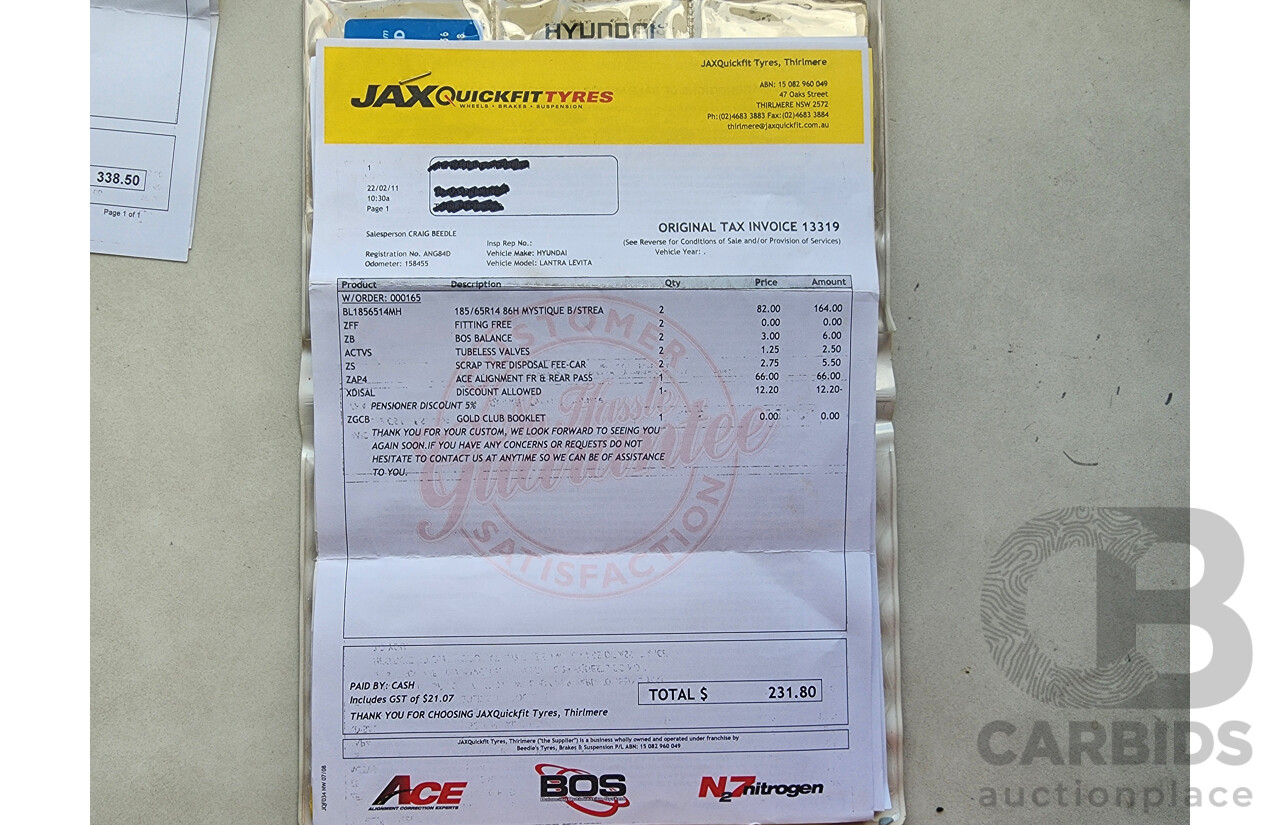 HYUNDAI
338.50
Page 1 of 1
JAXQUICKFITTYRES
WHEELS • BRAKES • SUSPENSION
JAXQuickfit Tyres, Thirlmere
ABN: 15 082 960 049
47 Oaks Street
THIRLMERE NSW 2572
Ph:(02)4683 3883 Fax:(02)4683 3884
thirlmere@jaxquickfit.com.au
1
22/02/11
10:30a
Page 1
ORIGINAL TAX INVOICE 13319
(See Reverse for Conditions of Sale and/or Provision of Services)
Salesperson CRAIG BEEDLE
Insp Rep No.:
Registration No. ANG84D Vehicle Make: HYUNDAI Vehicle Year: .
Odometer: 158455 Vehicle Model: LANTRA LEVITA
Product Description Qty Price Amount
W/ORDER: 000165
BL1856514MH 185/65R14 86H MYSTIQUE B/STREA 2 82.00 164.00
ZFF FITTING FREE 2 0.00 0.00
ZB BOS BALANCE 2 3.00 6.00
ACTVS TUBELESS VALVES 2 1.25 2.50
ZS SCRAP TYRE DISPOSAL FEE-CAR 2 2.75 5.50
ZAP4 ACE ALIGNMENT FR & REAR PASS 1 66.00 66.00
XDISAL DISCOUNT ALLOWED 1- 12.20 12.20-
PENSIONER DISCOUNT 5%
ZGCB GOLD CLUB BOOKLET 1 0.00 0.00
THANK YOU FOR YOUR CUSTOM, WE LOOK FORWARD TO SEEING YOU
AGAIN SOON.IF YOU HAVE ANY CONCERNS OR REQUESTS DO NOT
HESITATE TO CONTACT US AT ANYTIME SO WE CAN BE OF ASSISTANCE
TO YOU.
CUSTOMER
Hassle
Guarantee
SATISFACTION
PAID BY: CASH
Includes GST of $21.07
TOTAL $ 231.80
THANK YOU FOR CHOOSING JAXQuickfit Tyres, Thirlmere
JAXQuickfit Tyres, Thirlmere ("the Supplier") is a business wholly owned and operated under franchise by
Beedle's Tyres, Brakes & Suspension P/L ABN: 15 082 960 049
JQF034 NW 07/08
ACE
ALIGNMENT CORRECTION EXPERTS
BOS
N27nitrogen
CB
CARBIDS
auctionplace